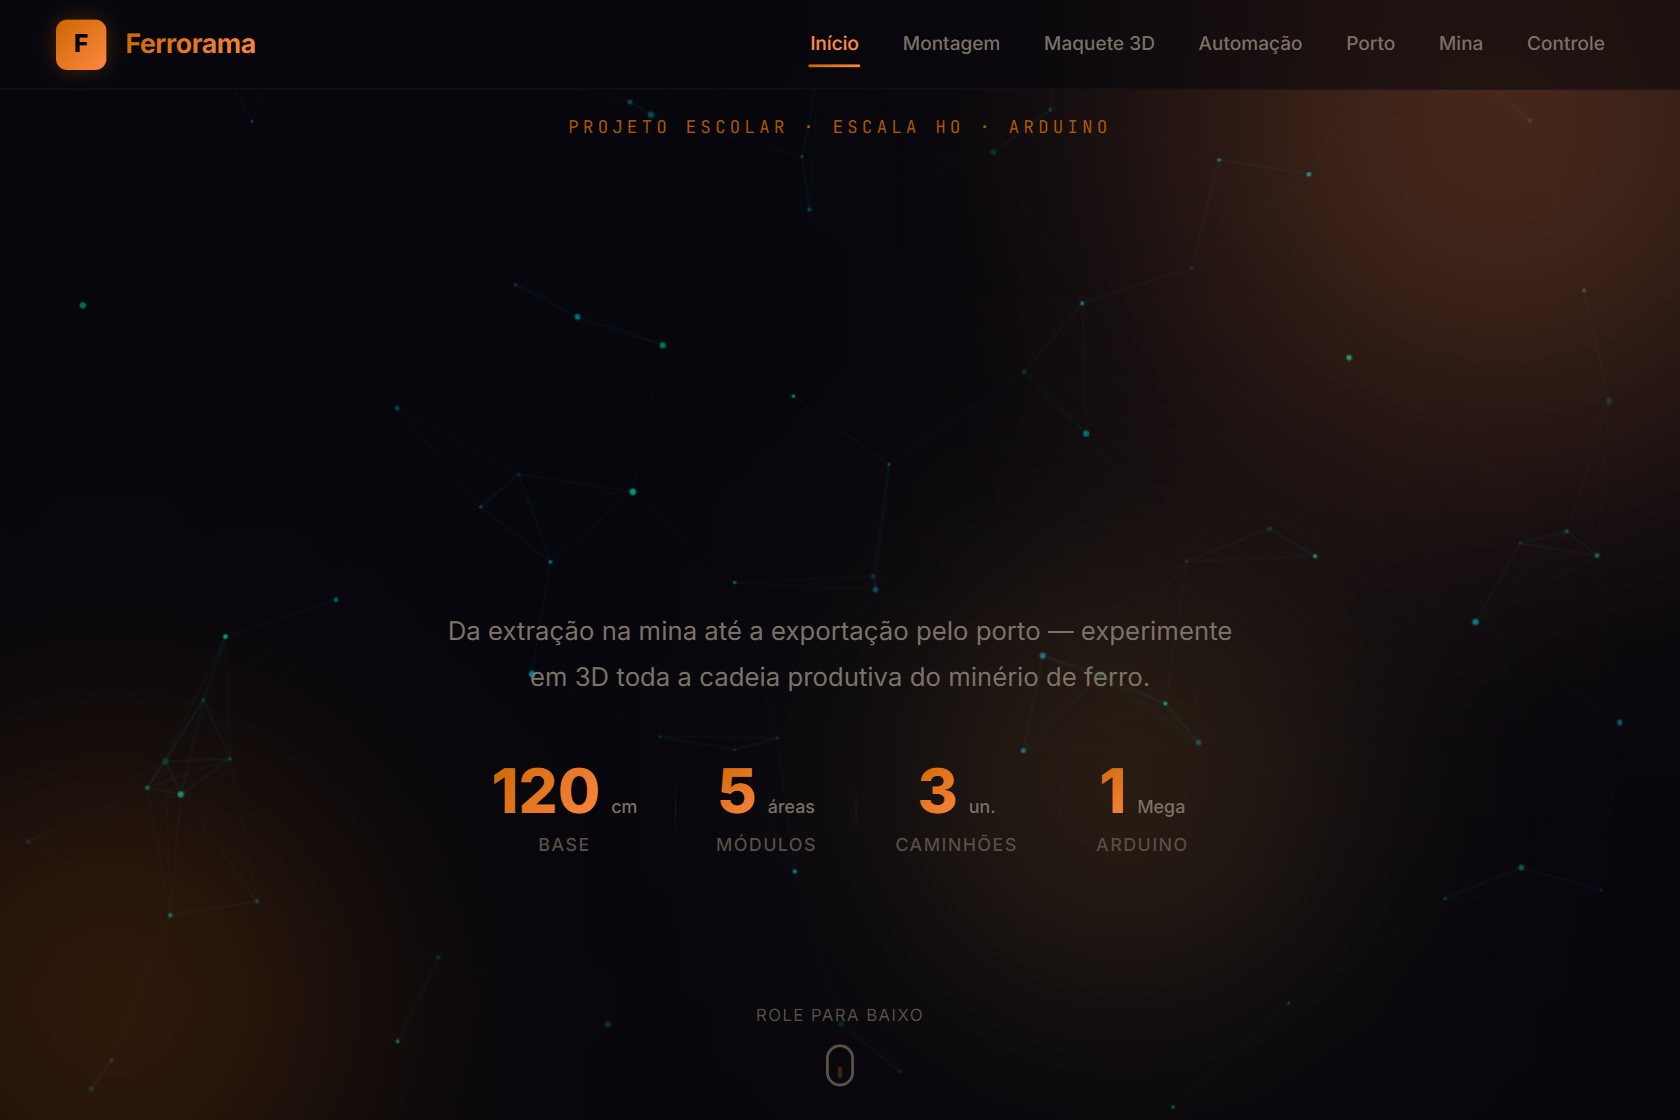 F
Ferrorama
Início
Montagem
Maquete 3D
Automação
Porto
Mina
Controle
PROJETO ESCOLAR · ESCALA HO · ARDUINO
Da extração na mina até a exportação pelo porto — experimente
em 3D toda a cadeia produtiva do minério de ferro.
120 cm
BASE
5 áreas
MÓDULOS
3 un.
CAMINHÕES
1 Mega
ARDUINO
ROLE PARA BAIXO